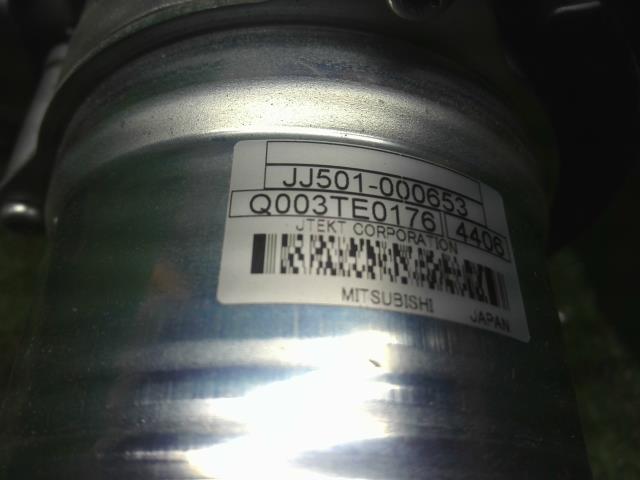 JJ501-000653
Q003TE0176 4406
JTEKT CORPORATION
MITSUBISHI
JAPAN